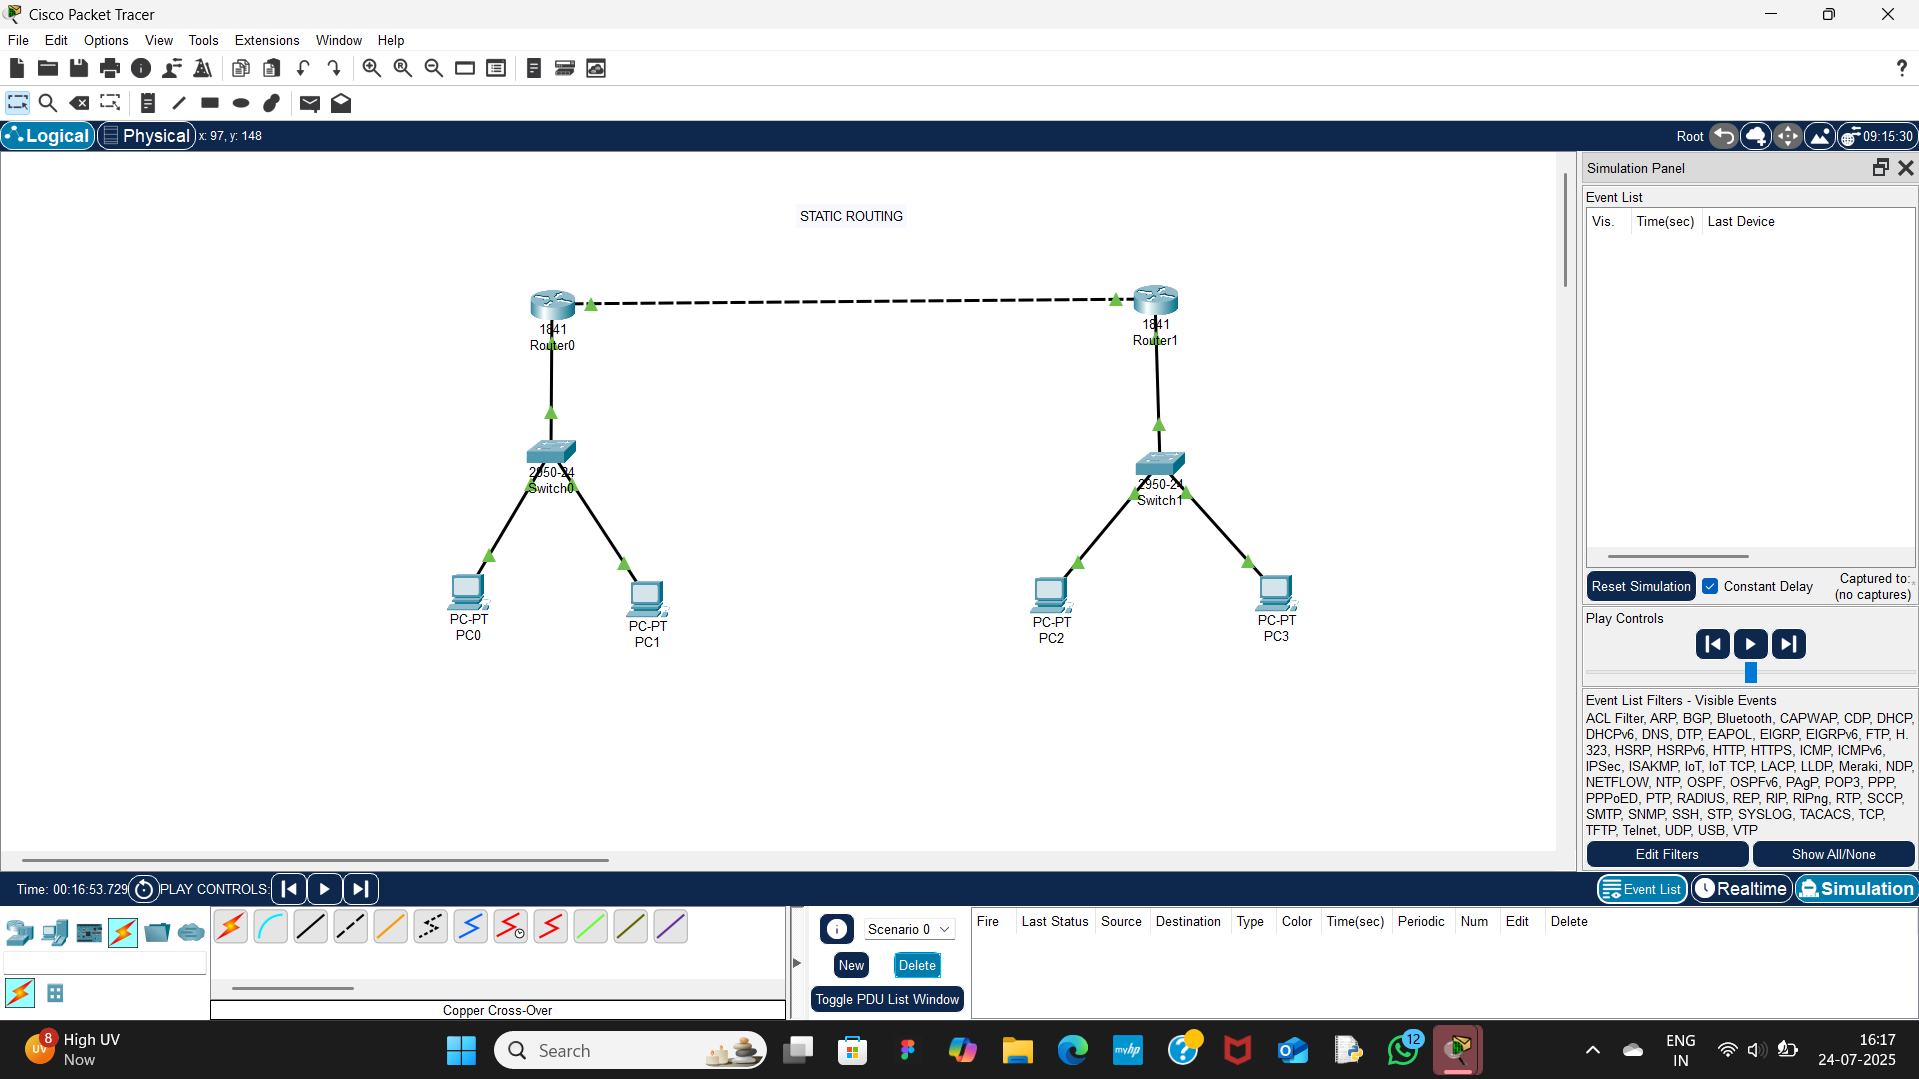 Cisco Packet Tracer
File Edit Options View Tools Extensions Window Help
?
Logical Physical x: 97, y: 148
Root 09:15:30
STATIC ROUTING
1841
Router0
1841
Router1
2950-24
Switch0
2950-24
Switch1
PC-PT
PC0
PC-PT
PC1
PC-PT
PC2
PC-PT
PC3
Simulation Panel
Event List
Vis. Time(sec) Last Device
Reset Simulation Constant Delay
Captured to:
(no captures)
Play Controls
Event List Filters - Visible Events
ACL Filter, ARP, BGP, Bluetooth, CAPWAP, CDP, DHCP,
DHCPv6, DNS, DTP, EAPOL, EIGRP, EIGRPv6, FTP, H.
323, HSRP, HSRPv6, HTTP, HTTPS, ICMP, ICMPv6,
IPSec, ISAKMP, IoT, IoT TCP, LACP, LLDP, Meraki, NDP,
NETFLOW, NTP, OSPF, OSPFv6, PAgP, POP3, PPP,
PPPoED, PTP, RADIUS, REP, RIP, RIPng, RTP, SCCP,
SMTP, SNMP, SSH, STP, SYSLOG, TACACS, TCP,
TFTP, Telnet, UDP, USB, VTP
Edit Filters Show All/None
Time: 00:16:53.729 PLAY CONTROLS:
Event List Realtime Simulation
Copper Cross-Over
Scenario 0
New Delete
Toggle PDU List Window
Fire Last Status Source Destination Type Color Time(sec) Periodic Num Edit Delete
UV 8
High UV
Now
Search
myhp
12
ENG
IN
16:17
24-07-2025